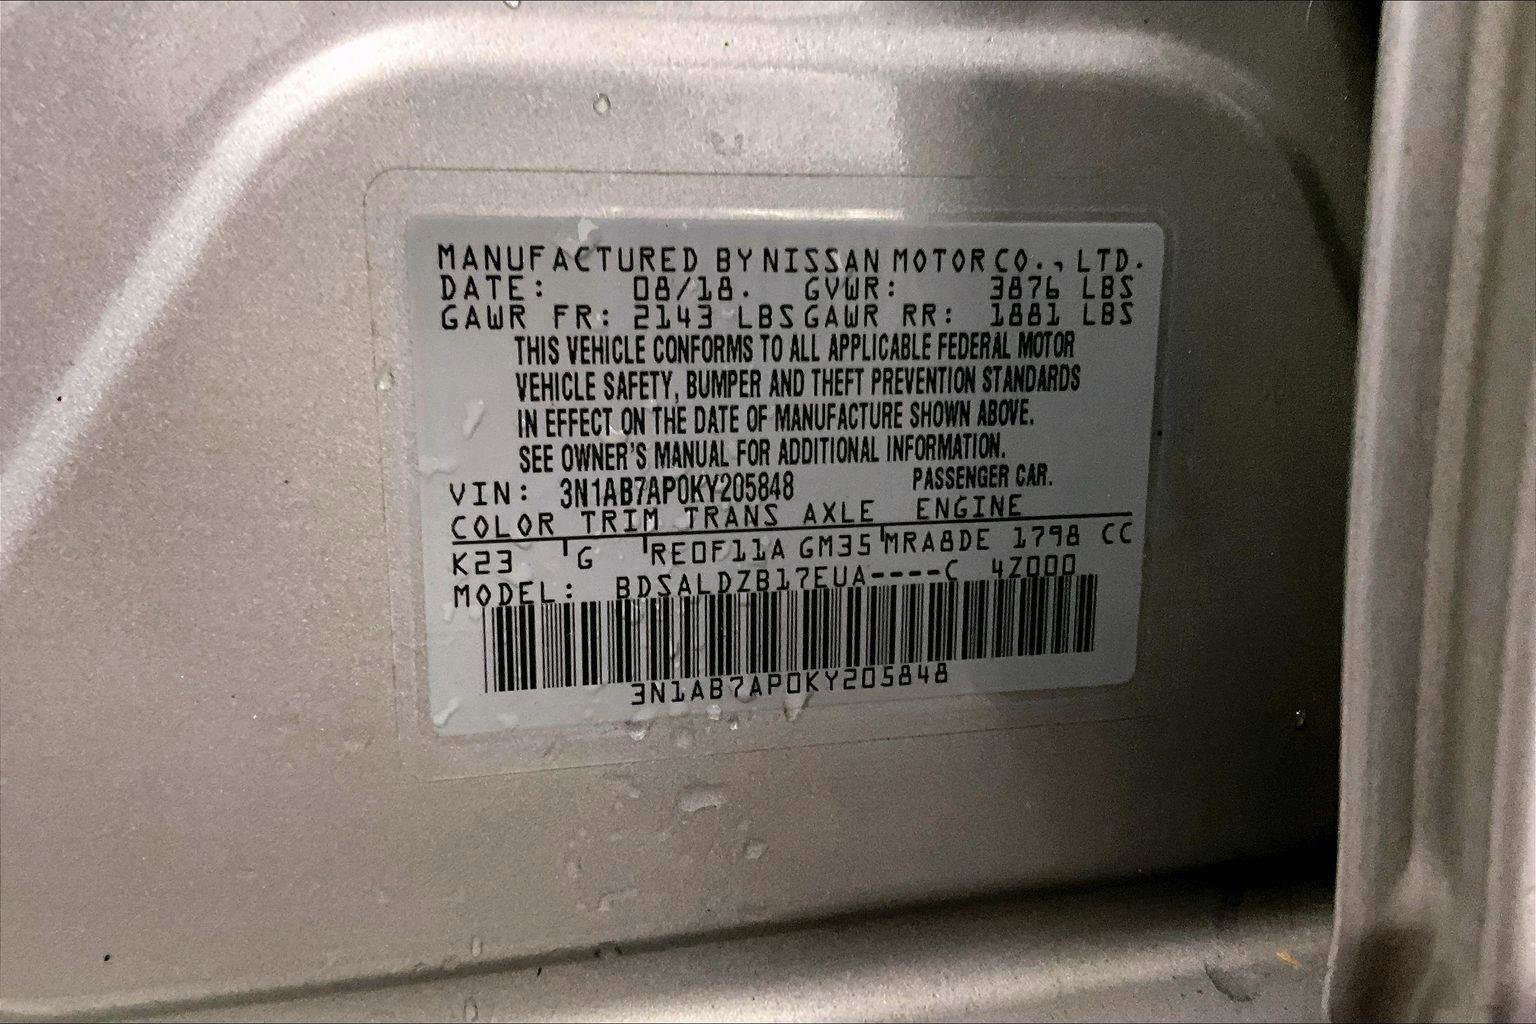 MANUFACTURED BY NISSAN MOTOR CO., LTD.
DATE: 08/18. GVWR: 3876 LBS
GAWR FR: 2143 LBS GAWR RR: 1881 LBS
THIS VEHICLE CONFORMS TO ALL APPLICABLE FEDERAL MOTOR
VEHICLE SAFETY, BUMPER AND THEFT PREVENTION STANDARDS
IN EFFECT ON THE DATE OF MANUFACTURE SHOWN ABOVE.
SEE OWNER'S MANUAL FOR ADDITIONAL INFORMATION.
VIN: 3N1AB7AP0KY205848 PASSENGER CAR.
COLOR TRIM TRANS AXLE ENGINE
K23 G RE0F11A GM35 MRA8DE 1798 CC
MODEL: BDSALDZB17EUA----C 4Z000
3N1AB7AP0KY205848